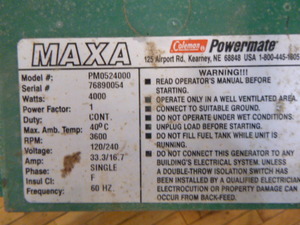 MAXA
Coleman Powermate
125 Airport Rd, Kearney, NE 68848 USA 1-800-445-1805
Model #: PM0524000
Serial # 76890054
Watts: 4000
Power Factor: 1
Duty: CONT.
Max. Amb. Temp: 40°C
RPM: 3600
Voltage: 120/240
Amp: 33.3/16.7
Phase: SINGLE
Insul Cl: F
Frequency: 60 HZ
WARNING!!!
READ OPERATOR'S MANUAL BEFORE
STARTING.
OPERATE ONLY IN A WELL VENTILATED AREA.
CONNECT TO SUITABLE GROUND.
DO NOT OPERATE UNDER WET CONDITIONS.
UNPLUG LOAD BEFORE STARTING.
DO NOT FILL FUEL TANK WHILE UNIT IS
RUNNING.
DO NOT CONNECT THIS GENERATOR TO ANY
BUILDING'S ELECTRICAL SYSTEM, UNLESS
A DOUBLE-THROW ISOLATION SWITCH HAS
BEEN INSTALLED BY A QUALIFIED ELECTRICIAN
ELECTROCUTION OR PROPERTY DAMAGE CAN
OCCUR FROM BACK-FEED.